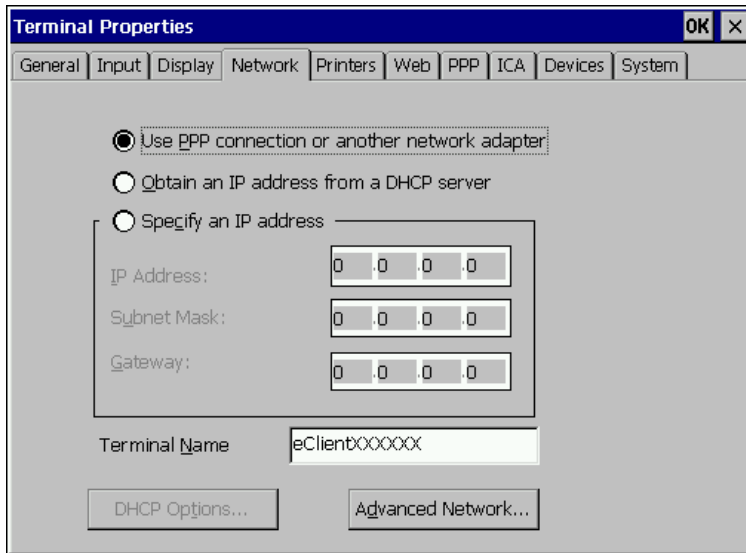 Terminal Properties OK ×
General Input Display Network Printers Web PPP ICA Devices System
Use PPP connection or another network adapter
Obtain an IP address from a DHCP server
Specify an IP address
IP Address: 0 .0 .0 .0
Subnet Mask: 0 .0 .0 .0
Gateway: 0 .0 .0 .0
Terminal Name eClientXXXXXX
DHCP Options... Advanced Network...